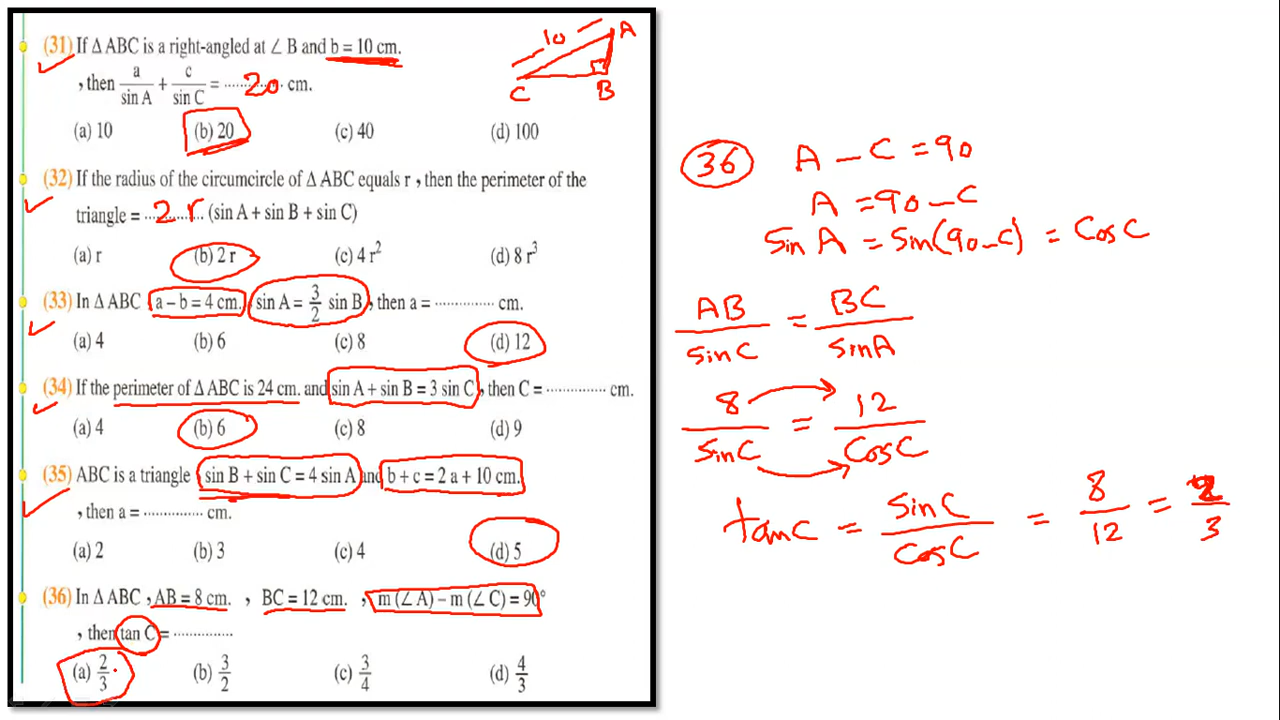 (31) If Δ ABC is a right-angled at ∠ B and b = 10 cm.
, then a/sin A + c/sin C = ........20........ cm.
(a) 10 (b) 20 (c) 40 (d) 100
10
A
C B
(32) If the radius of the circumcircle of Δ ABC equals r , then the perimeter of the
triangle = .....2 r..... (sin A + sin B + sin C)
(a) r (b) 2 r (c) 4 r² (d) 8 r³
(33) In Δ ABC a – b = 4 cm. , sin A = 3/2 sin B , then a = ............... cm.
(a) 4 (b) 6 (c) 8 (d) 12
(34) If the perimeter of Δ ABC is 24 cm. and sin A + sin B = 3 sin C , then C = ............... cm.
(a) 4 (b) 6 (c) 8 (d) 9
(35) ABC is a triangle sin B + sin C = 4 sin A and b + c = 2 a + 10 cm.
, then a = ............... cm.
(a) 2 (b) 3 (c) 4 (d) 5
(36) In Δ ABC , AB = 8 cm. , BC = 12 cm. , m (∠ A) – m (∠ C) = 90°
, then tan C = ...............
(a) 2/3 (b) 3/2 (c) 3/4 (d) 4/3
36 A – C = 90
A = 90 – C
sin A = sin(90 – C) = Cos C
AB/sin C = BC/sin A
8/sin C = 12/Cos C
tan C = sin C/Cos C = 8/12 = 2/3